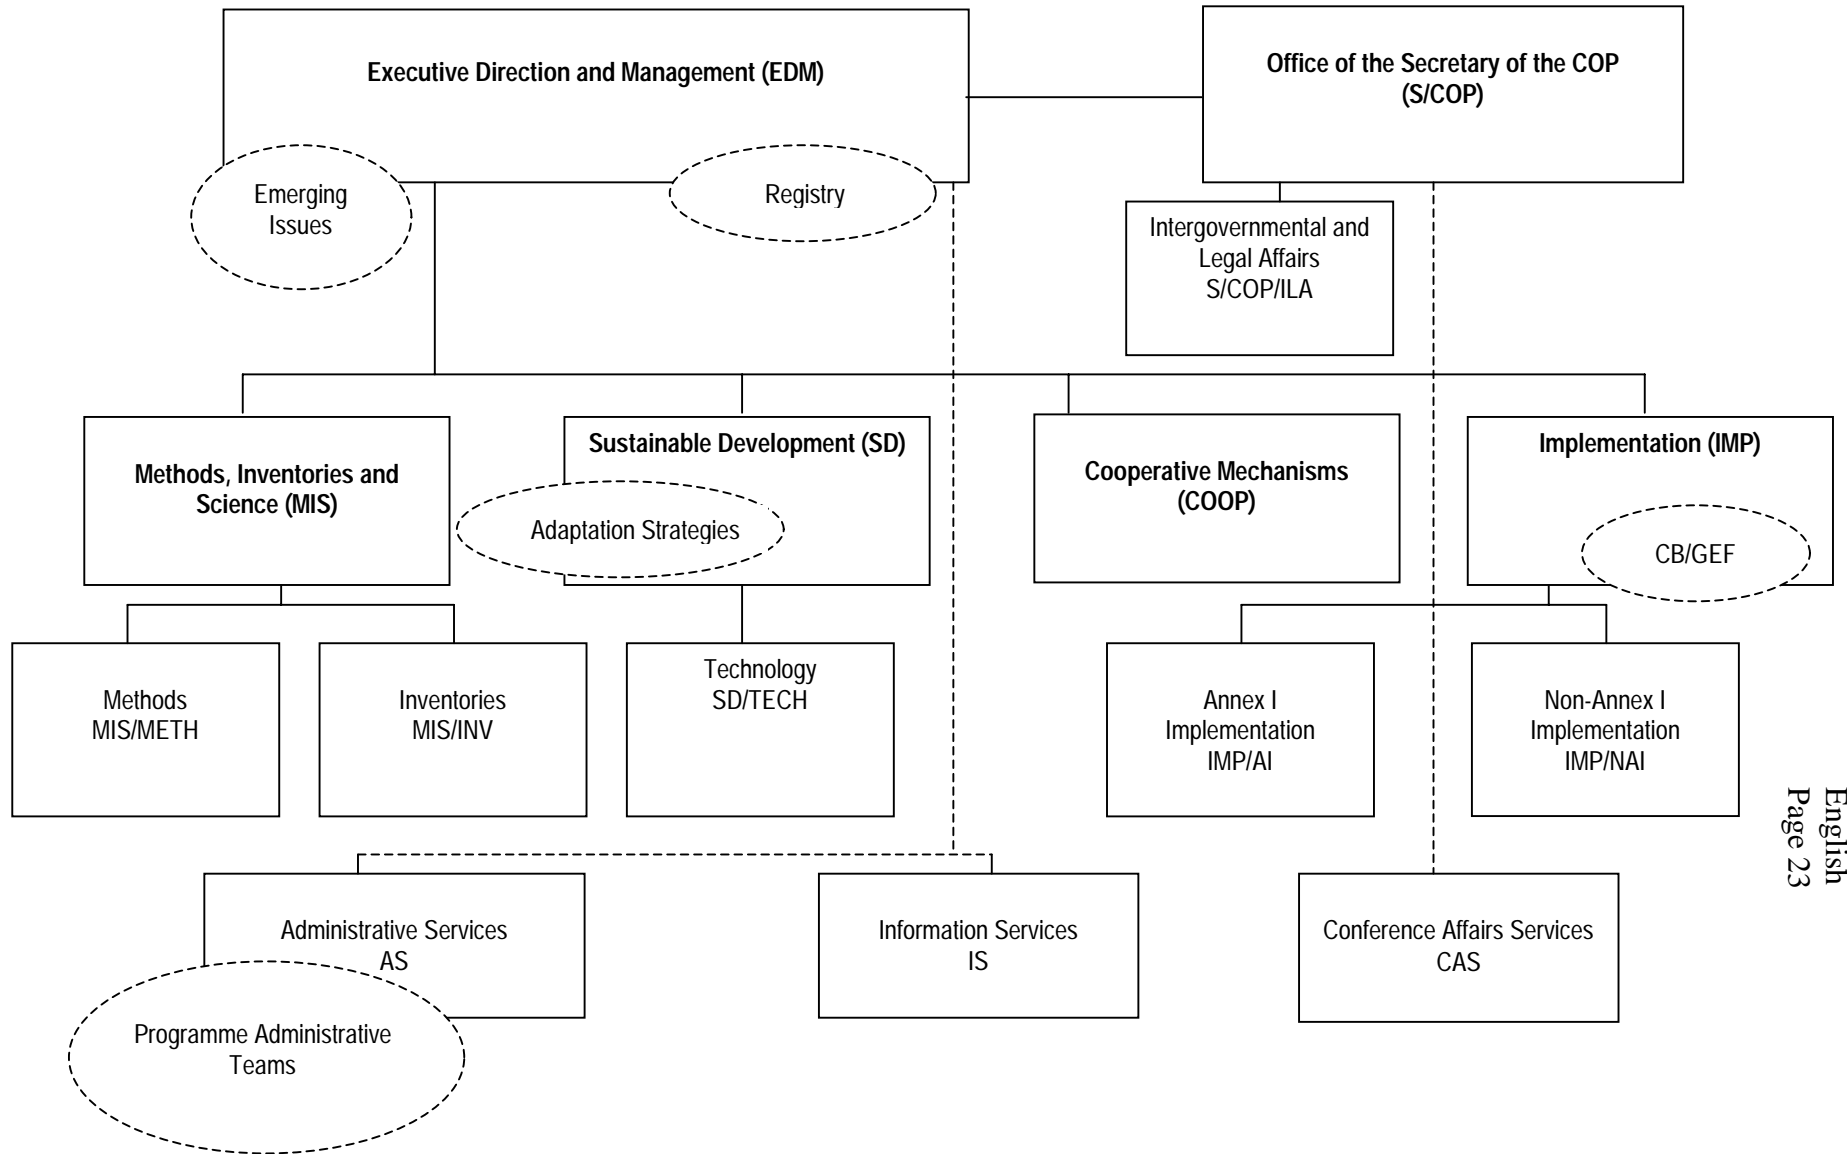 Executive Direction and Management (EDM)
Office of the Secretary of the COP
(S/COP)
Emerging
Issues
Registry
Intergovernmental and
Legal Affairs
S/COP/ILA
Methods, Inventories and
Science (MIS)
Sustainable Development (SD)
Adaptation Strategies
Cooperative Mechanisms
(COOP)
Implementation (IMP)
CB/GEF
Methods
MIS/METH
Inventories
MIS/INV
Technology
SD/TECH
Annex I
Implementation
IMP/AI
Non-Annex I
Implementation
IMP/NAI
Administrative Services
AS
Programme Administrative
Teams
Information Services
IS
Conference Affairs Services
CAS
English
Page 23